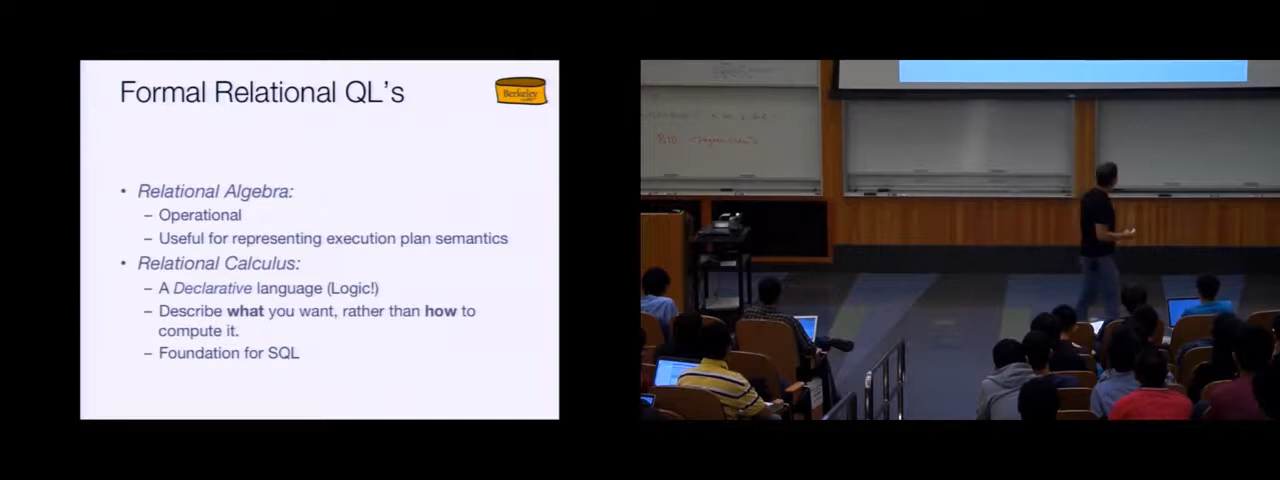 Formal Relational QL's
Berkeley
• Relational Algebra:
– Operational
– Useful for representing execution plan semantics
• Relational Calculus:
– A Declarative language (Logic!)
– Describe what you want, rather than how to
compute it.
– Foundation for SQL